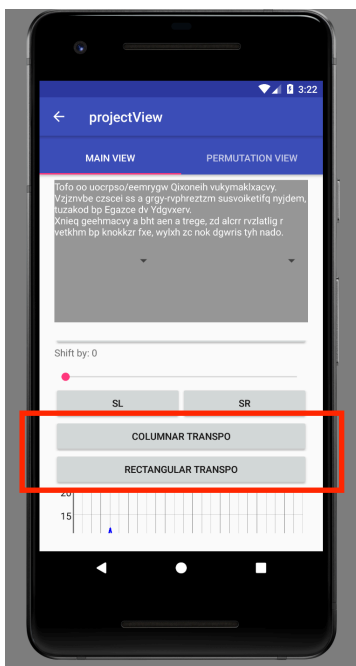 3:22
projectView
MAIN VIEW PERMUTATION VIEW
Tofo oo uocrpso/eemrygw Qixoneih vukymaklxacvy.
Vzjznvbe czscei ss a grgy-rvphreztm susvoiketifq nyjdem,
tuzakod bp Egazce dv Ydgvxerv.
Xnieq geehmacvy a bht aen a trege, zd alcrr rvzlatlig r
vetkhm bp knokkzr fxe, wylxh zc nok dgwris tyh nado.
Shift by: 0
SL SR
COLUMNAR TRANSPO
RECTANGULAR TRANSPO
20
15